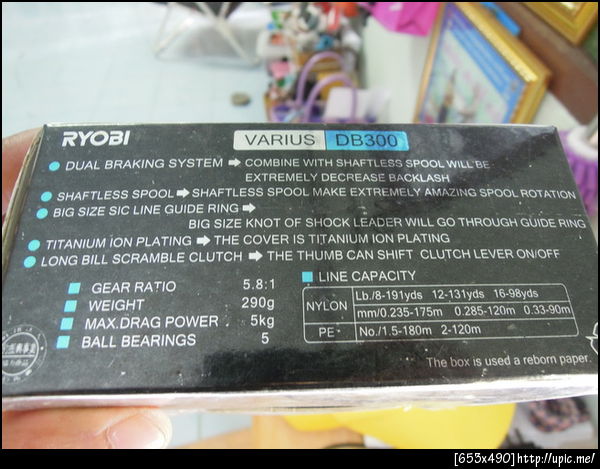 RYOBI VARIUS DB300
DUAL BRAKING SYSTEM ➡ COMBINE WITH SHAFTLESS SPOOL WILL BE
EXTREMELY DECREASE BACKLASH
SHAFTLESS SPOOL ➡ SHAFTLESS SPOOL MAKE EXTREMELY AMAZING SPOOL ROTATION
BIG SIZE SIC LINE GUIDE RING ➡
BIG SIZE KNOT OF SHOCK LEADER WILL GO THROUGH GUIDE RING
TITANIUM ION PLATING ➡ THE COVER IS TITANIUM ION PLATING
LONG BILL SCRAMBLE CLUTCH ➡ THE THUMB CAN SHIFT CLUTCH LEVER ON/OFF
GEAR RATIO 5.8:1
WEIGHT 290g
MAX.DRAG POWER 5kg
BALL BEARINGS 5
LINE CAPACITY
NYLON Lb./8-191yds 12-131yds 16-98yds
mm/0.235-175m 0.285-120m 0.33-90m
PE No./1.5-180m 2-120m
The box is used a reborn paper.
[653x490]http://upic.me/